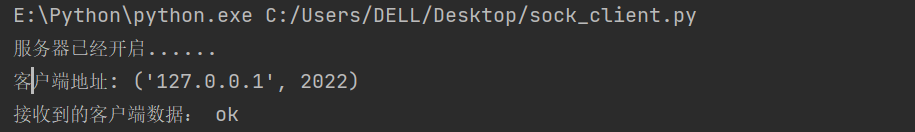 E:\Python\python.exe C:/Users/DELL/Desktop/sock_client.py
服务器已经开启......
客户端地址: ('127.0.0.1', 2022)
接收到的客户端数据： ok